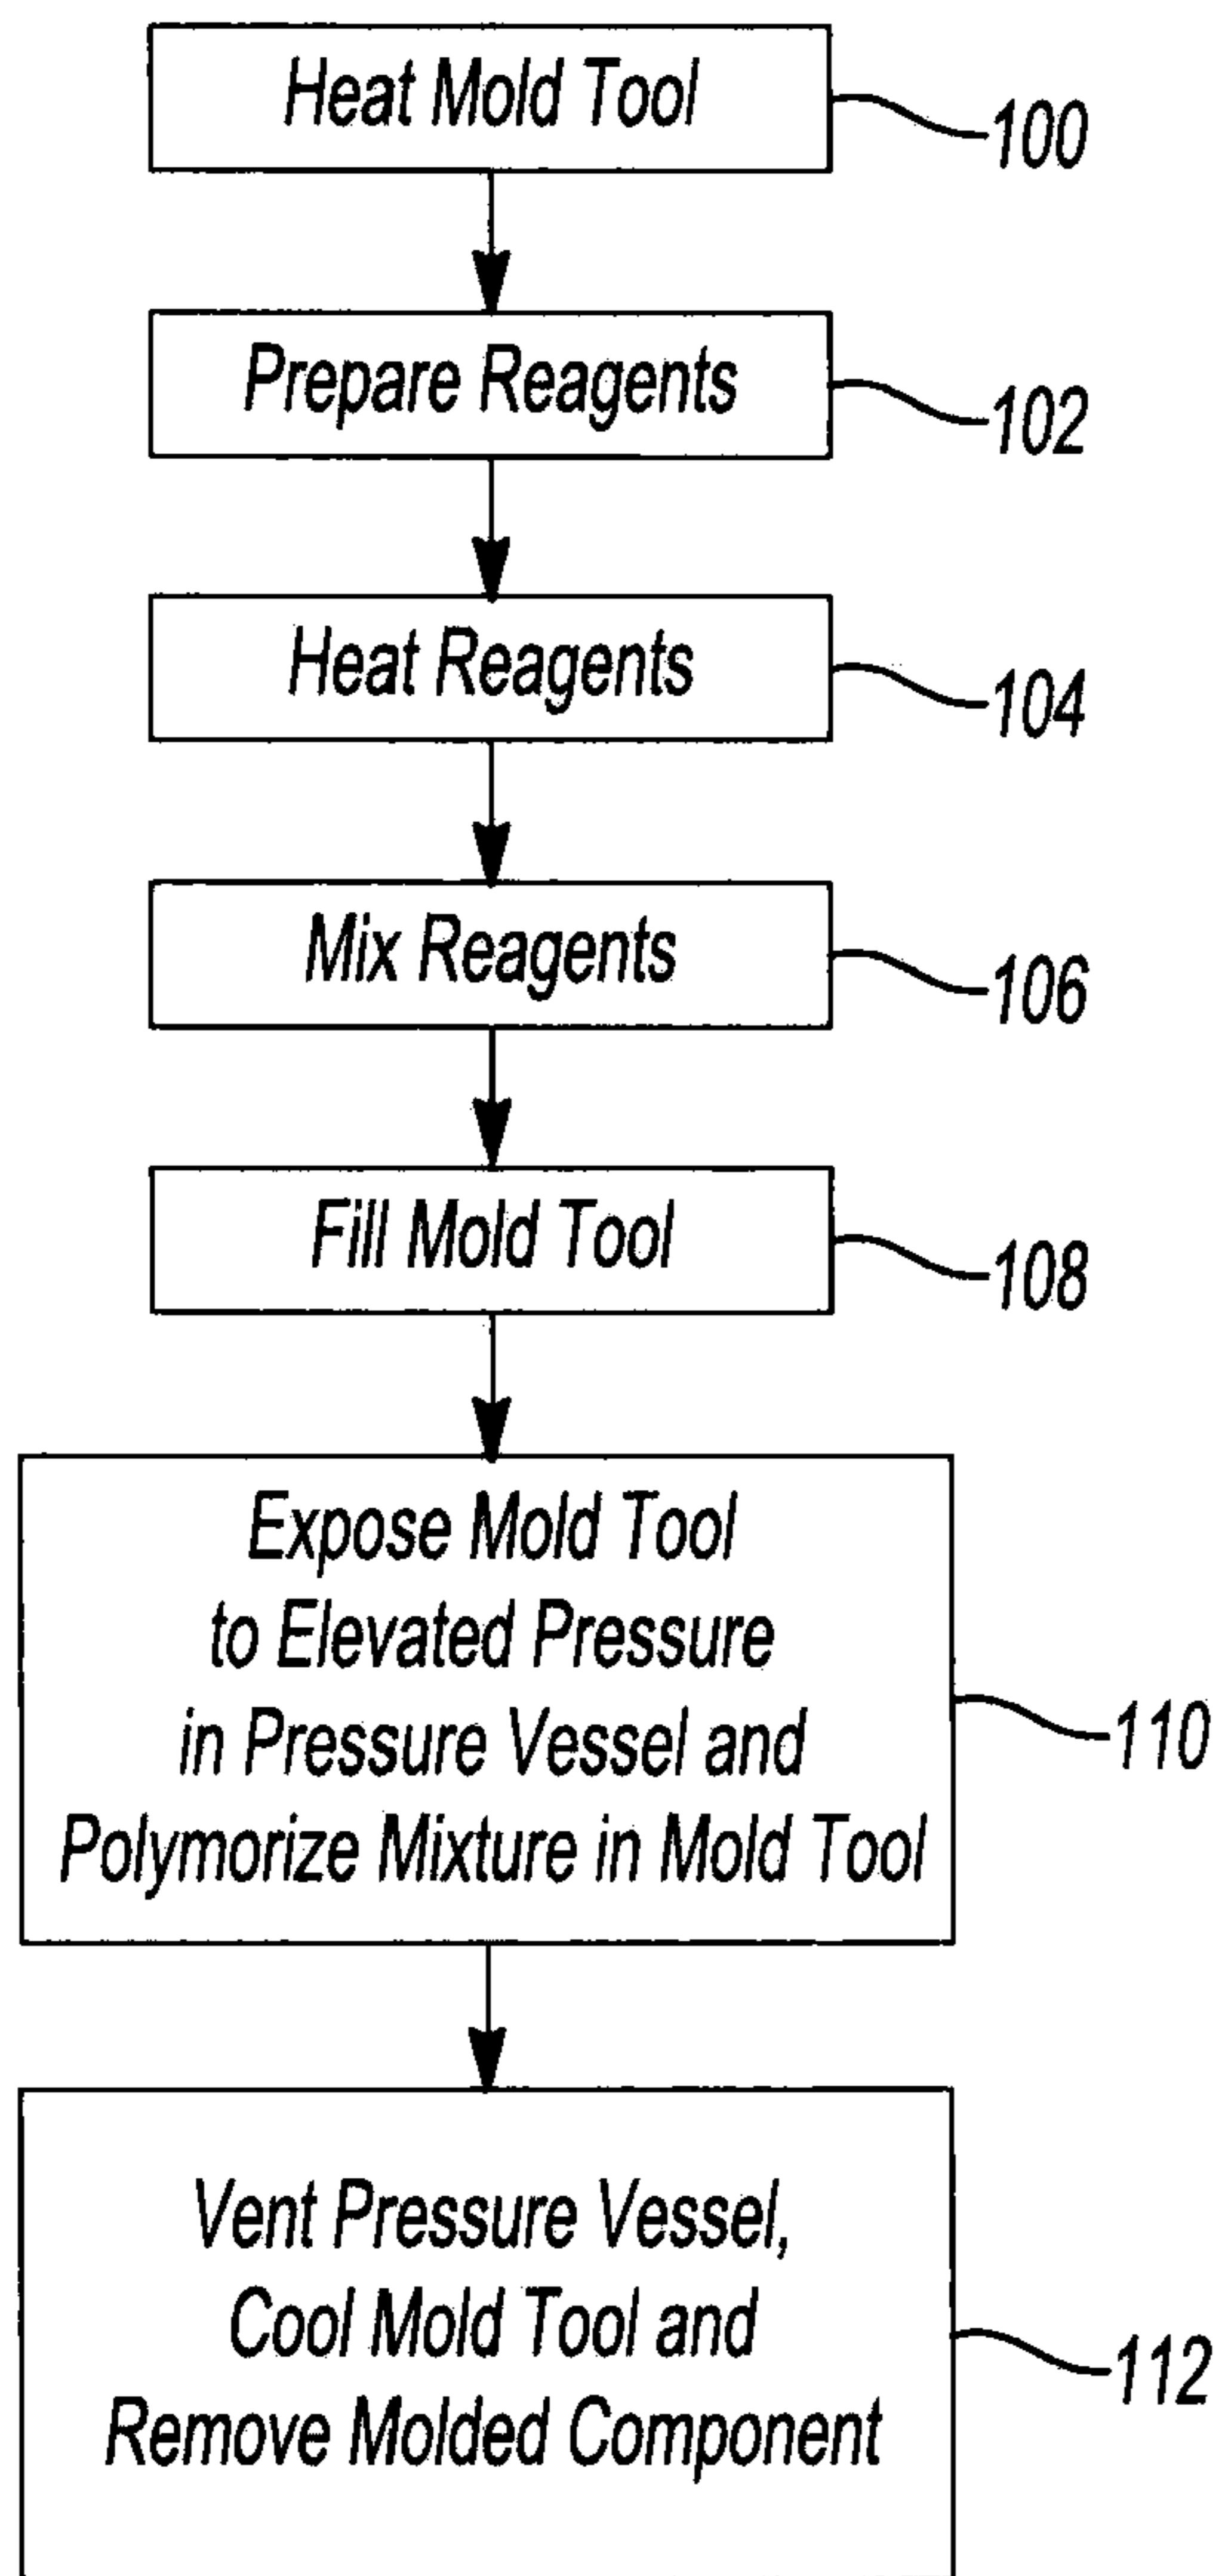 Heat Mold Tool
100
Prepare Reagents
102
Heat Reagents
104
Mix Reagents
106
Fill Mold Tool
108
Expose Mold Tool
to Elevated Pressure
in Pressure Vessel and
110
Polymorize Mixture in Mold Tool
Vent Pressure Vessel,
Cool Mold Tool and
112
Remove Molded Component